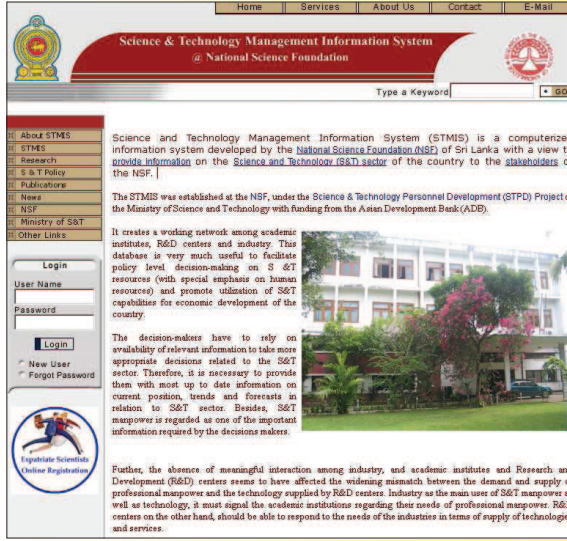 Home Services About Us Contact E-Mail
Science & Technology Management Information System
@ National Science Foundation
Type a Keyword GO
About STMIS
STMIS
Research
S & T Policy
Publications
News
NSF
Ministry of S&T
Other Links
Login
User Name
Password
Login
New User
Forgot Password
Expatriate Scientists
Online Registration
Science and Technology Management Information System (STMIS) is a computerize
information system developed by the National Science Foundation (NSF) of Sri Lanka with a view t
provide information on the Science and Technology (S&T) sector of the country to the stakeholders o
the NSF.
The STMIS was established at the NSF, under the Science & Technology Personnel Development (STPD) Project o
the Ministry of Science and Technology with funding from the Asian Development Bank (ADB).
It creates a working network among academic
institutes, R&D centers and industry. This
database is very much useful to facilitate
policy level decision-making on S &T
resources (with special emphasis on human
resources) and promote utilization of S&T
capabilities for economic development of the
country.
The decision-makers have to rely on
availability of relevant information to take more
appropriate decisions related to the S&T
sector. Therefore, it is necessary to provide
them with most up to date information on
current position, trends and forecasts in
relation to S&T sector. Besides, S&T
manpower is regarded as one of the important
information required by the decisions makers.
Further, the absence of meaningful interaction among industry, and academic institutes and Research an
Development (R&D) centers seems to have affected the widening mismatch between the demand and supply o
professional manpower and the technology supplied by R&D centers. Industry as the main user of S&T manpower a
well as technology, it must signal the academic institutions regarding their needs of professional manpower. R&
centers on the other hand, should be able to respond to the needs of the industries in terms of supply of technologie
and services.